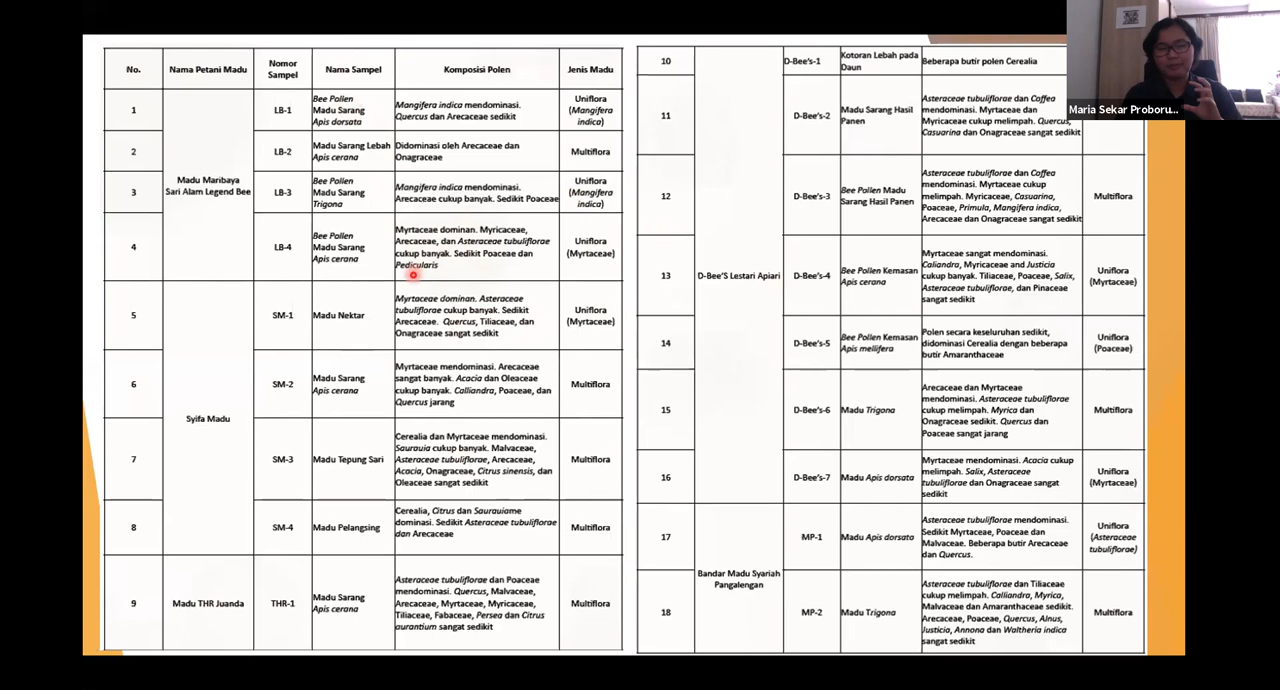 No. Nama Petani Madu Nomor Sampel Nama Sampel Komposisi Polen Jenis Madu
1 Madu Maribaya Sari Alam Legend Bee LB-1 Bee Pollen Madu Sarang Apis dorsata Mangifera indica mendominasi. Quercus dan Arecaceae sedikit Uniflora (Mangifera indica)
2 LB-2 Madu Sarang Lebah Apis cerana Didominasi oleh Arecaceae dan Onagraceae Multiflora
3 LB-3 Bee Pollen Madu Sarang Trigona Mangifera indica mendominasi. Arecaceae cukup banyak. Sedikit Poaceae Uniflora (Mangifera indica)
4 LB-4 Bee Pollen Madu Sarang Apis cerana Myrtaceae dominan. Myricaceae, Arecaceae, dan Asteraceae tubuliflorae cukup banyak. Sedikit Poaceae dan Pedicularis Uniflora (Myrtaceae)
5 Syifa Madu SM-1 Madu Nektar Myrtaceae dominan. Asteraceae tubuliflorae cukup banyak. Sedikit Arecaceae. Quercus, Tiliaceae, dan Onagraceae sangat sedikit Uniflora (Myrtaceae)
6 SM-2 Madu Sarang Apis cerana Myrtaceae mendominasi. Arecaceae sangat banyak. Acacia dan Oleaceae cukup banyak. Calliandra, Poaceae, dan Quercus jarang Multiflora
7 SM-3 Madu Tepung Sari Cerealia dan Myrtaceae mendominasi. Saurauia cukup banyak. Malvaceae, Asteraceae tubuliflorae, Arecaceae, Acacia, Onagraceae, Citrus sinensis, dan Oleaceae sangat sedikit Multiflora
8 SM-4 Madu Pelangsing Cerealia, Citrus dan Saurauiame dominasi. Sedikit Asteraceae tubuliflorae dan Arecaceae Multiflora
9 Madu THR Juanda THR-1 Madu Sarang Apis cerana Asteraceae tubuliflorae dan Poaceae mendominasi. Quercus, Malvaceae, Arecaceae, Myrtaceae, Myricaceae, Tiliaceae, Fabaceae, Persea dan Citrus aurantium sangat sedikit Multiflora
10 D-Bee'S Lestari Apiari D-Bee's-1 Kotoran Lebah pada Daun Beberapa butir polen Cerealia
11 D-Bee's-2 Madu Sarang Hasil Panen Asteraceae tubuliflorae dan Coffea mendominasi. Myrtaceae dan Myricaceae cukup melimpah. Quercus, Casuarina dan Onagraceae sangat sedikit
12 D-Bee's-3 Bee Pollen Madu Sarang Hasil Panen Asteraceae tubuliflorae dan Coffea mendominasi. Myrtaceae cukup melimpah. Myricaceae, Casuarina, Poaceae, Primula, Mangifera indica, Arecaceae dan Onagraceae sangat sedikit Multiflora
13 D-Bee's-4 Bee Pollen Kemasan Apis cerana Myrtaceae sangat mendominasi. Caliandra, Myricaceae and Justicia cukup banyak. Tiliaceae, Poaceae, Salix, Asteraceae tubuliflorae, dan Pinaceae sangat sedikit Uniflora (Myrtaceae)
14 D-Bee's-5 Bee Pollen Kemasan Apis mellifera Polen secara keseluruhan sedikit, didominasi Cerealia dengan beberapa butir Amaranthaceae Uniflora (Poaceae)
15 D-Bee's-6 Madu Trigona Arecaceae dan Myrtaceae mendominasi. Asteraceae tubuliflorae cukup melimpah. Myrica dan Onagraceae sedikit. Quercus dan Poaceae sangat jarang Multiflora
16 D-Bee's-7 Madu Apis dorsata Myrtaceae mendominasi. Acacia cukup melimpah. Salix, Asteraceae tubuliflorae dan Onagraceae sangat sedikit Uniflora (Myrtaceae)
17 Bandar Madu Syariah Pangalengan MP-1 Madu Apis dorsata Asteraceae tubuliflorae mendominasi. Sedikit Myrtaceae, Poaceae dan Malvaceae. Beberapa butir Arecaceae dan Quercus. Uniflora (Asteraceae tubuliflorae)
18 MP-2 Madu Trigona Asteraceae tubuliflorae dan Tiliaceae cukup melimpah. Calliandra, Myrica, Malvaceae dan Amaranthaceae sedikit. Arecaceae, Poaceae, Quercus, Alnus, Justicia, Annona dan Waltheria indica sangat sedikit Multiflora
Maria Sekar Proboru...